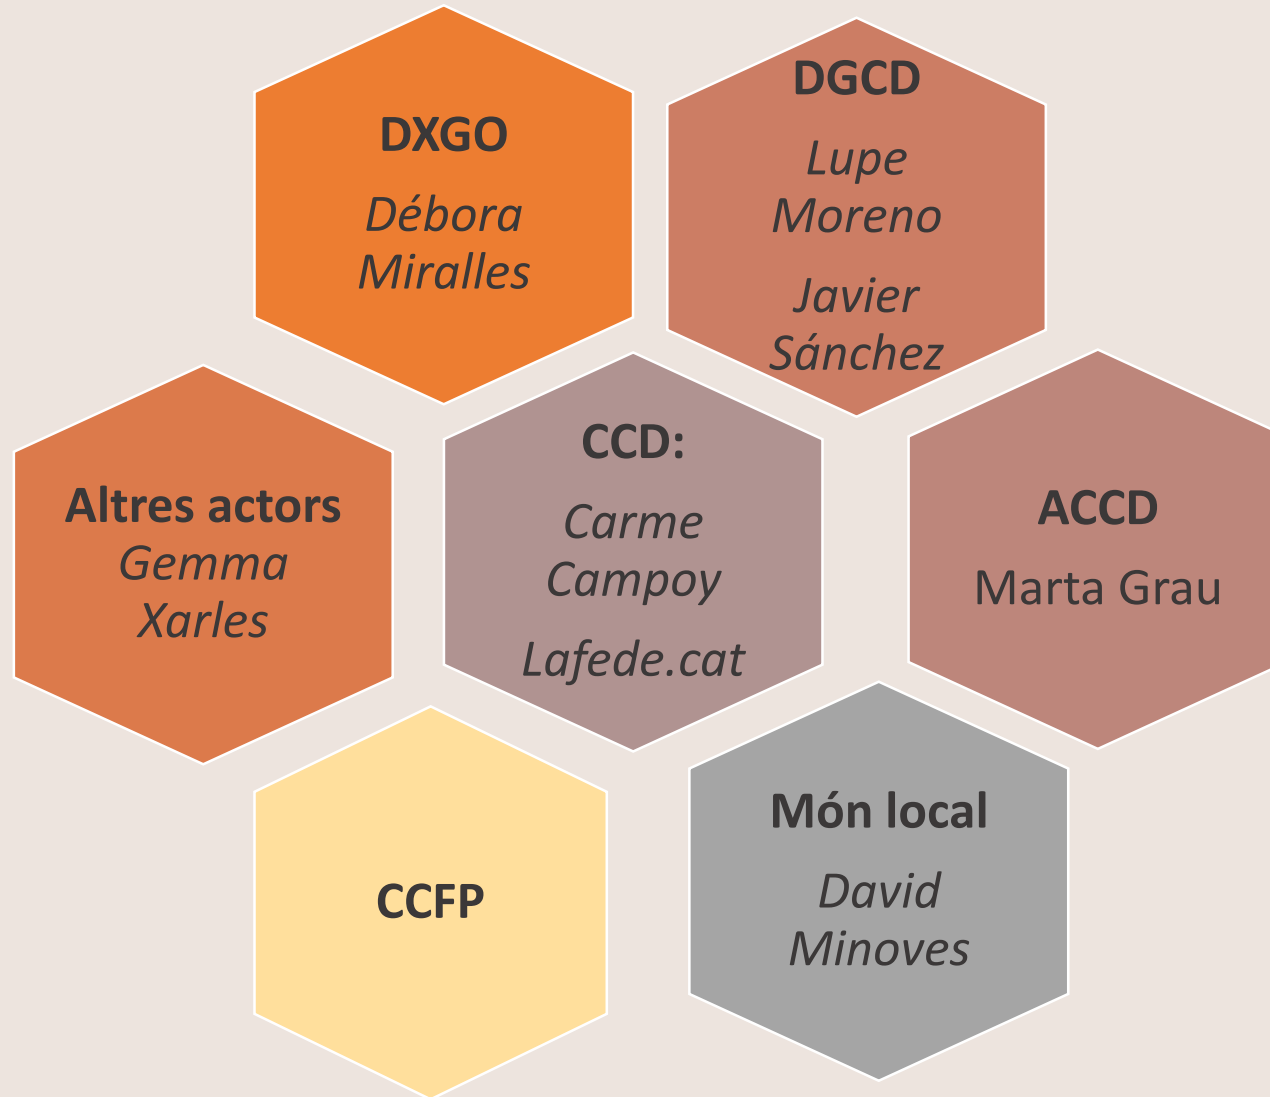 DXGO
Débora
Miralles
DGCD
Lupe
Moreno
Javier
Sánchez
Altres actors
Gemma
Xarles
CCD:
Carme
Campoy
Lafede.cat
ACCD
Marta Grau
CCFP
Món local
David
Minoves